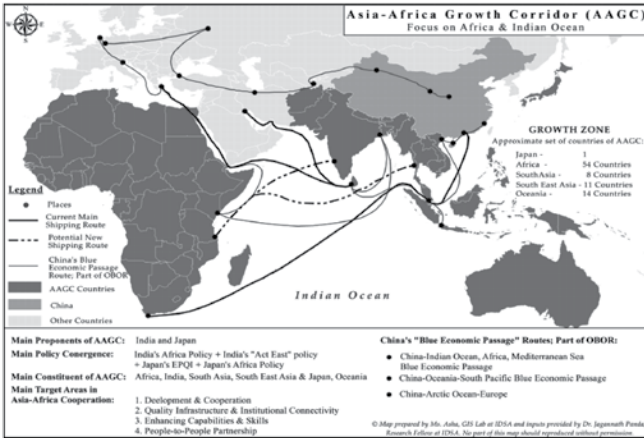 Asia-Africa Growth Corridor (AAGC)
Focus on Africa & Indian Ocean
N
W
E
S
GROWTH ZONE
Approximate set of countries of AAGC:
Japan - 1
Africa - 54 Countries
SouthAsia - 8 Countries
South East Asia - 11 Countries
Oceania - 14 Countries
Legend
Places
Current Main
Shipping Route
Potential New
Shipping Route
China's Blue
Economic Passage
Route; Part of OBOR
AAGC Countries
China
Other Countries
Indian Ocean
Main Proponents of AAGC: India and Japan
Main Policy Conergence: India's Africa Policy + India's "Act East" policy
+ Japan's EPQI + Japan's Africa Policy
Main Constituent of AAGC: Africa, India, South Asia, South East Asia & Japan, Oceania
Main Target Areas in
Asia-Africa Cooperation:
1. Deelopment & Cooperation
2. Quality Infrastructure & Institutional Connectivity
3. Enhancing Capabilities & Skills
4. People-to-People Partnership
China's "Blue Economic Passage" Routes; Part of OBOR:
China-Indian Ocean, Africa, Mediterranean Sea
Blue Economic Passage
China-Oceania-South Pacific Blue Economic Passage
China-Arctic Ocean-Europe
© Map prepared by Ms. Asha, GIS Lab at IDSA and inputs provided by Dr. Jagannath Panda
Research Fellow at IDSA. No part of this map should reproduced without permission.